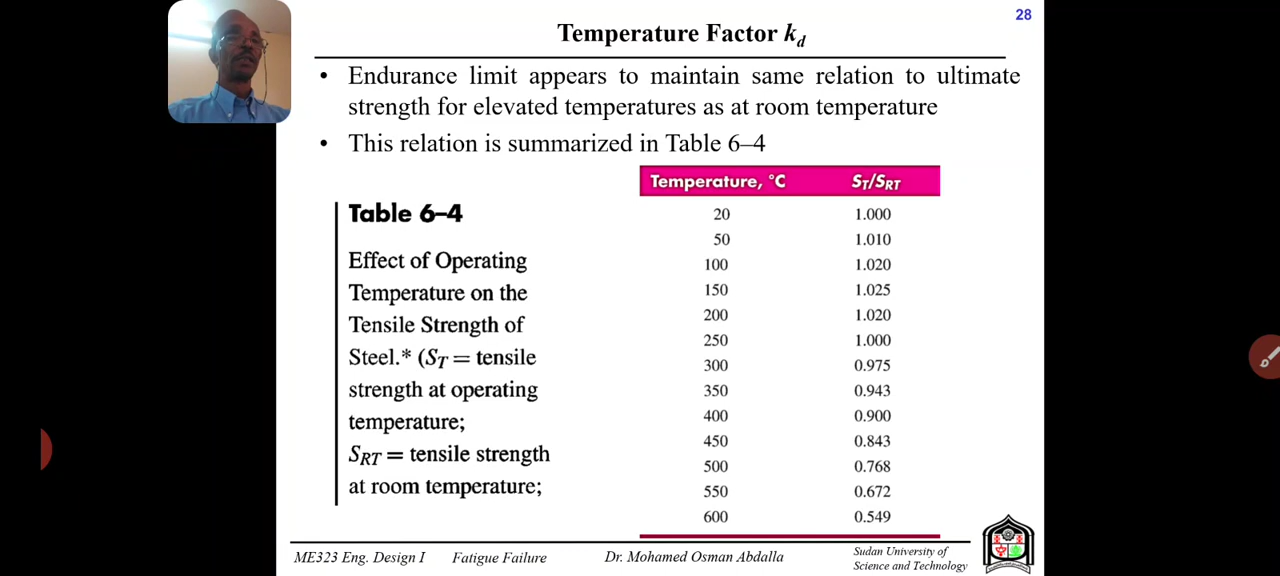 28
Temperature Factor kd
• Endurance limit appears to maintain same relation to ultimate
strength for elevated temperatures as at room temperature
• This relation is summarized in Table 6–4
Table 6–4
Effect of Operating
Temperature on the
Tensile Strength of
Steel.* (ST = tensile
strength at operating
temperature;
SRT = tensile strength
at room temperature;
Temperature, °C ST/SRT
20 1.000
50 1.010
100 1.020
150 1.025
200 1.020
250 1.000
300 0.975
350 0.943
400 0.900
450 0.843
500 0.768
550 0.672
600 0.549
ME323 Eng. Design I Fatigue Failure Dr. Mohamed Osman Abdalla
Sudan University of
Science and Technology